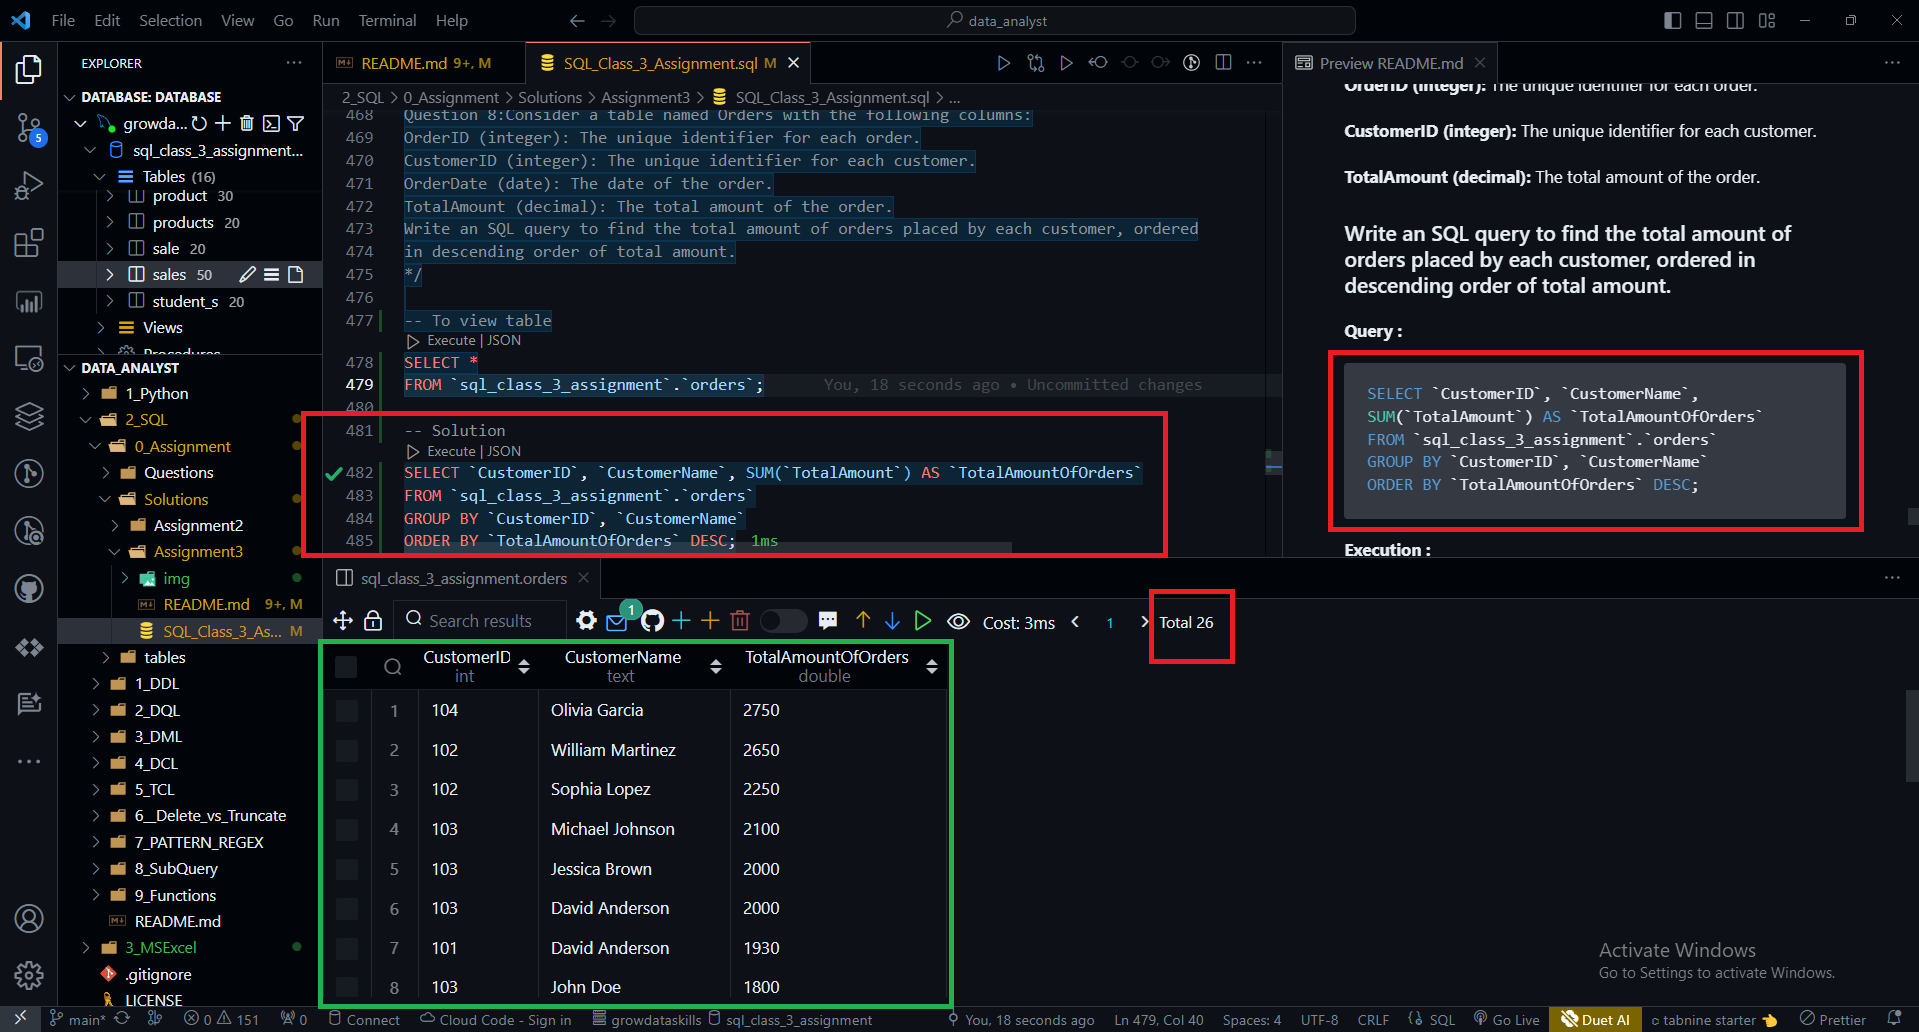 File Edit Selection View Go Run Terminal Help
data_analyst
EXPLORER
DATABASE: DATABASE
growda...
sql_class_3_assignment...
Tables (16)
product 30
products 20
sale 20
sales 50
student_s 20
Views
Procedures
DATA_ANALYST
1_Python
2_SQL
0_Assignment
Questions
Solutions
Assignment2
Assignment3
img
README.md 9+, M
SQL_Class_3_As... M
tables
1_DDL
2_DQL
3_DML
4_DCL
5_TCL
6__Delete_vs_Truncate
7_PATTERN_REGEX
8_SubQuery
9_Functions
README.md
3_MSExcel
.gitignore
LICENSE
5
README.md 9+, M
SQL_Class_3_Assignment.sql M
2_SQL > 0_Assignment > Solutions > Assignment3 > SQL_Class_3_Assignment.sql > ...
468 Question 8:Consider a table named Orders with the following columns:
469 OrderID (integer): The unique identifier for each order.
470 CustomerID (integer): The unique identifier for each customer.
471 OrderDate (date): The date of the order.
472 TotalAmount (decimal): The total amount of the order.
473 Write an SQL query to find the total amount of orders placed by each customer, ordered
474 in descending order of total amount.
475 */
476
477 -- To view table
Execute | JSON
478 SELECT *
479 FROM `sql_class_3_assignment`.`orders`; You, 18 seconds ago • Uncommitted changes
480
481 -- Solution
Execute | JSON
482 SELECT `CustomerID`, `CustomerName`, SUM(`TotalAmount`) AS `TotalAmountOfOrders`
483 FROM `sql_class_3_assignment`.`orders`
484 GROUP BY `CustomerID`, `CustomerName`
485 ORDER BY `TotalAmountOfOrders` DESC; 1ms
Preview README.md
OrderID (integer): The unique identifier for each order.
CustomerID (integer): The unique identifier for each customer.
TotalAmount (decimal): The total amount of the order.
Write an SQL query to find the total amount of
orders placed by each customer, ordered in
descending order of total amount.
Query :
SELECT `CustomerID`, `CustomerName`,
SUM(`TotalAmount`) AS `TotalAmountOfOrders`
FROM `sql_class_3_assignment`.`orders`
GROUP BY `CustomerID`, `CustomerName`
ORDER BY `TotalAmountOfOrders` DESC;
Execution :
sql_class_3_assignment.orders
Search results
1
Cost: 3ms < 1 > Total 26
CustomerID CustomerName TotalAmountOfOrders
int text double
1 104 Olivia Garcia 2750
2 102 William Martinez 2650
3 102 Sophia Lopez 2250
4 103 Michael Johnson 2100
5 103 Jessica Brown 2000
6 103 David Anderson 2000
7 101 David Anderson 1930
8 103 John Doe 1800
Activate Windows
Go to Settings to activate Windows.
main* 0 151 0 Connect Cloud Code - Sign in growdataskills sql_class_3_assignment You, 18 seconds ago Ln 479, Col 40 Spaces: 4 UTF-8 CRLF SQL Go Live Duet AI tabnine starter Prettier